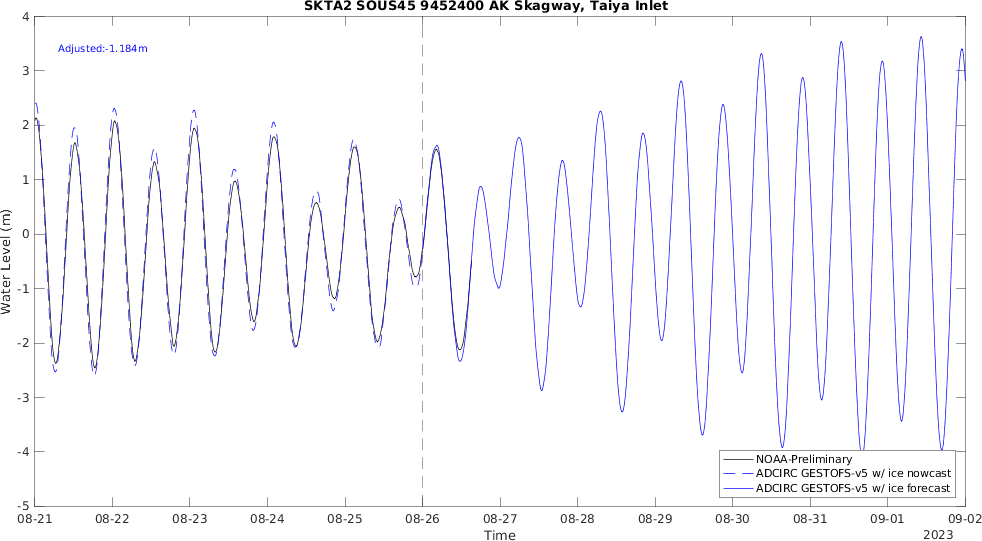 SKTA2 SOUS45 9452400 AK Skagway, Taiya Inlet
4
Adjusted:-1.184m
3
2
1
0
-1
-2
-3
-4
-5
Water Level (m)
NOAA-Preliminary
ADCIRC GESTOFS-v5 w/ ice nowcast
ADCIRC GESTOFS-v5 w/ ice forecast
08-21 08-22 08-23 08-24 08-25 08-26 08-27 08-28 08-29 08-30 08-31 09-01 09-02
Time
2023